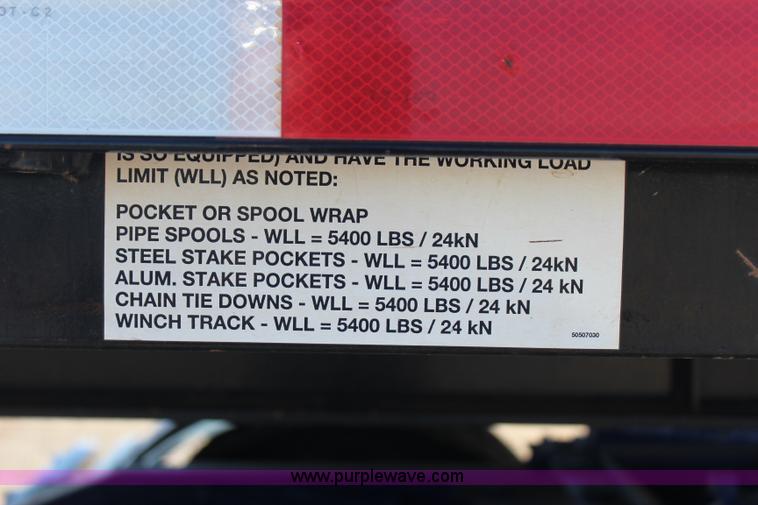 OT-C2
IS SO EQUIPPED) AND HAVE THE WORKING LOAD
LIMIT (WLL) AS NOTED:
POCKET OR SPOOL WRAP
PIPE SPOOLS - WLL = 5400 LBS / 24kN
STEEL STAKE POCKETS - WLL = 5400 LBS / 24kN
ALUM. STAKE POCKETS - WLL = 5400 LBS / 24 kN
CHAIN TIE DOWNS - WLL = 5400 LBS / 24 kN
WINCH TRACK - WLL = 5400 LBS / 24 kN
50507030
www.purplewave.com